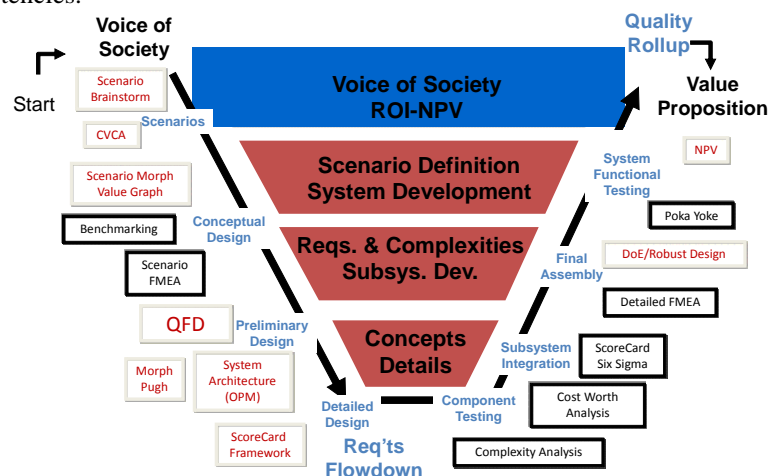 Voice of
Society
Start
Scenario
Brainstorm
Scenarios
CVCA
Scenario Morph
Value Graph
Benchmarking
Conceptual
Design
Scenario
FMEA
QFD
Preliminary
Design
Morph
Pugh
System
Architecture
(OPM)
ScoreCard
Framework
Detailed
Design
Req'ts
Flowdown
Voice of Society
ROI-NPV
Scenario Definition
System Development
Reqs. & Complexities
Subsys. Dev.
Concepts
Details
Quality
Rollup
Value
Proposition
NPV
System
Functional
Testing
Poka Yoke
DoE/Robust Design
Final
Assembly
Detailed FMEA
Subsystem
Integration
ScoreCard
Six Sigma
Cost Worth
Analysis
Component
Testing
Complexity Analysis